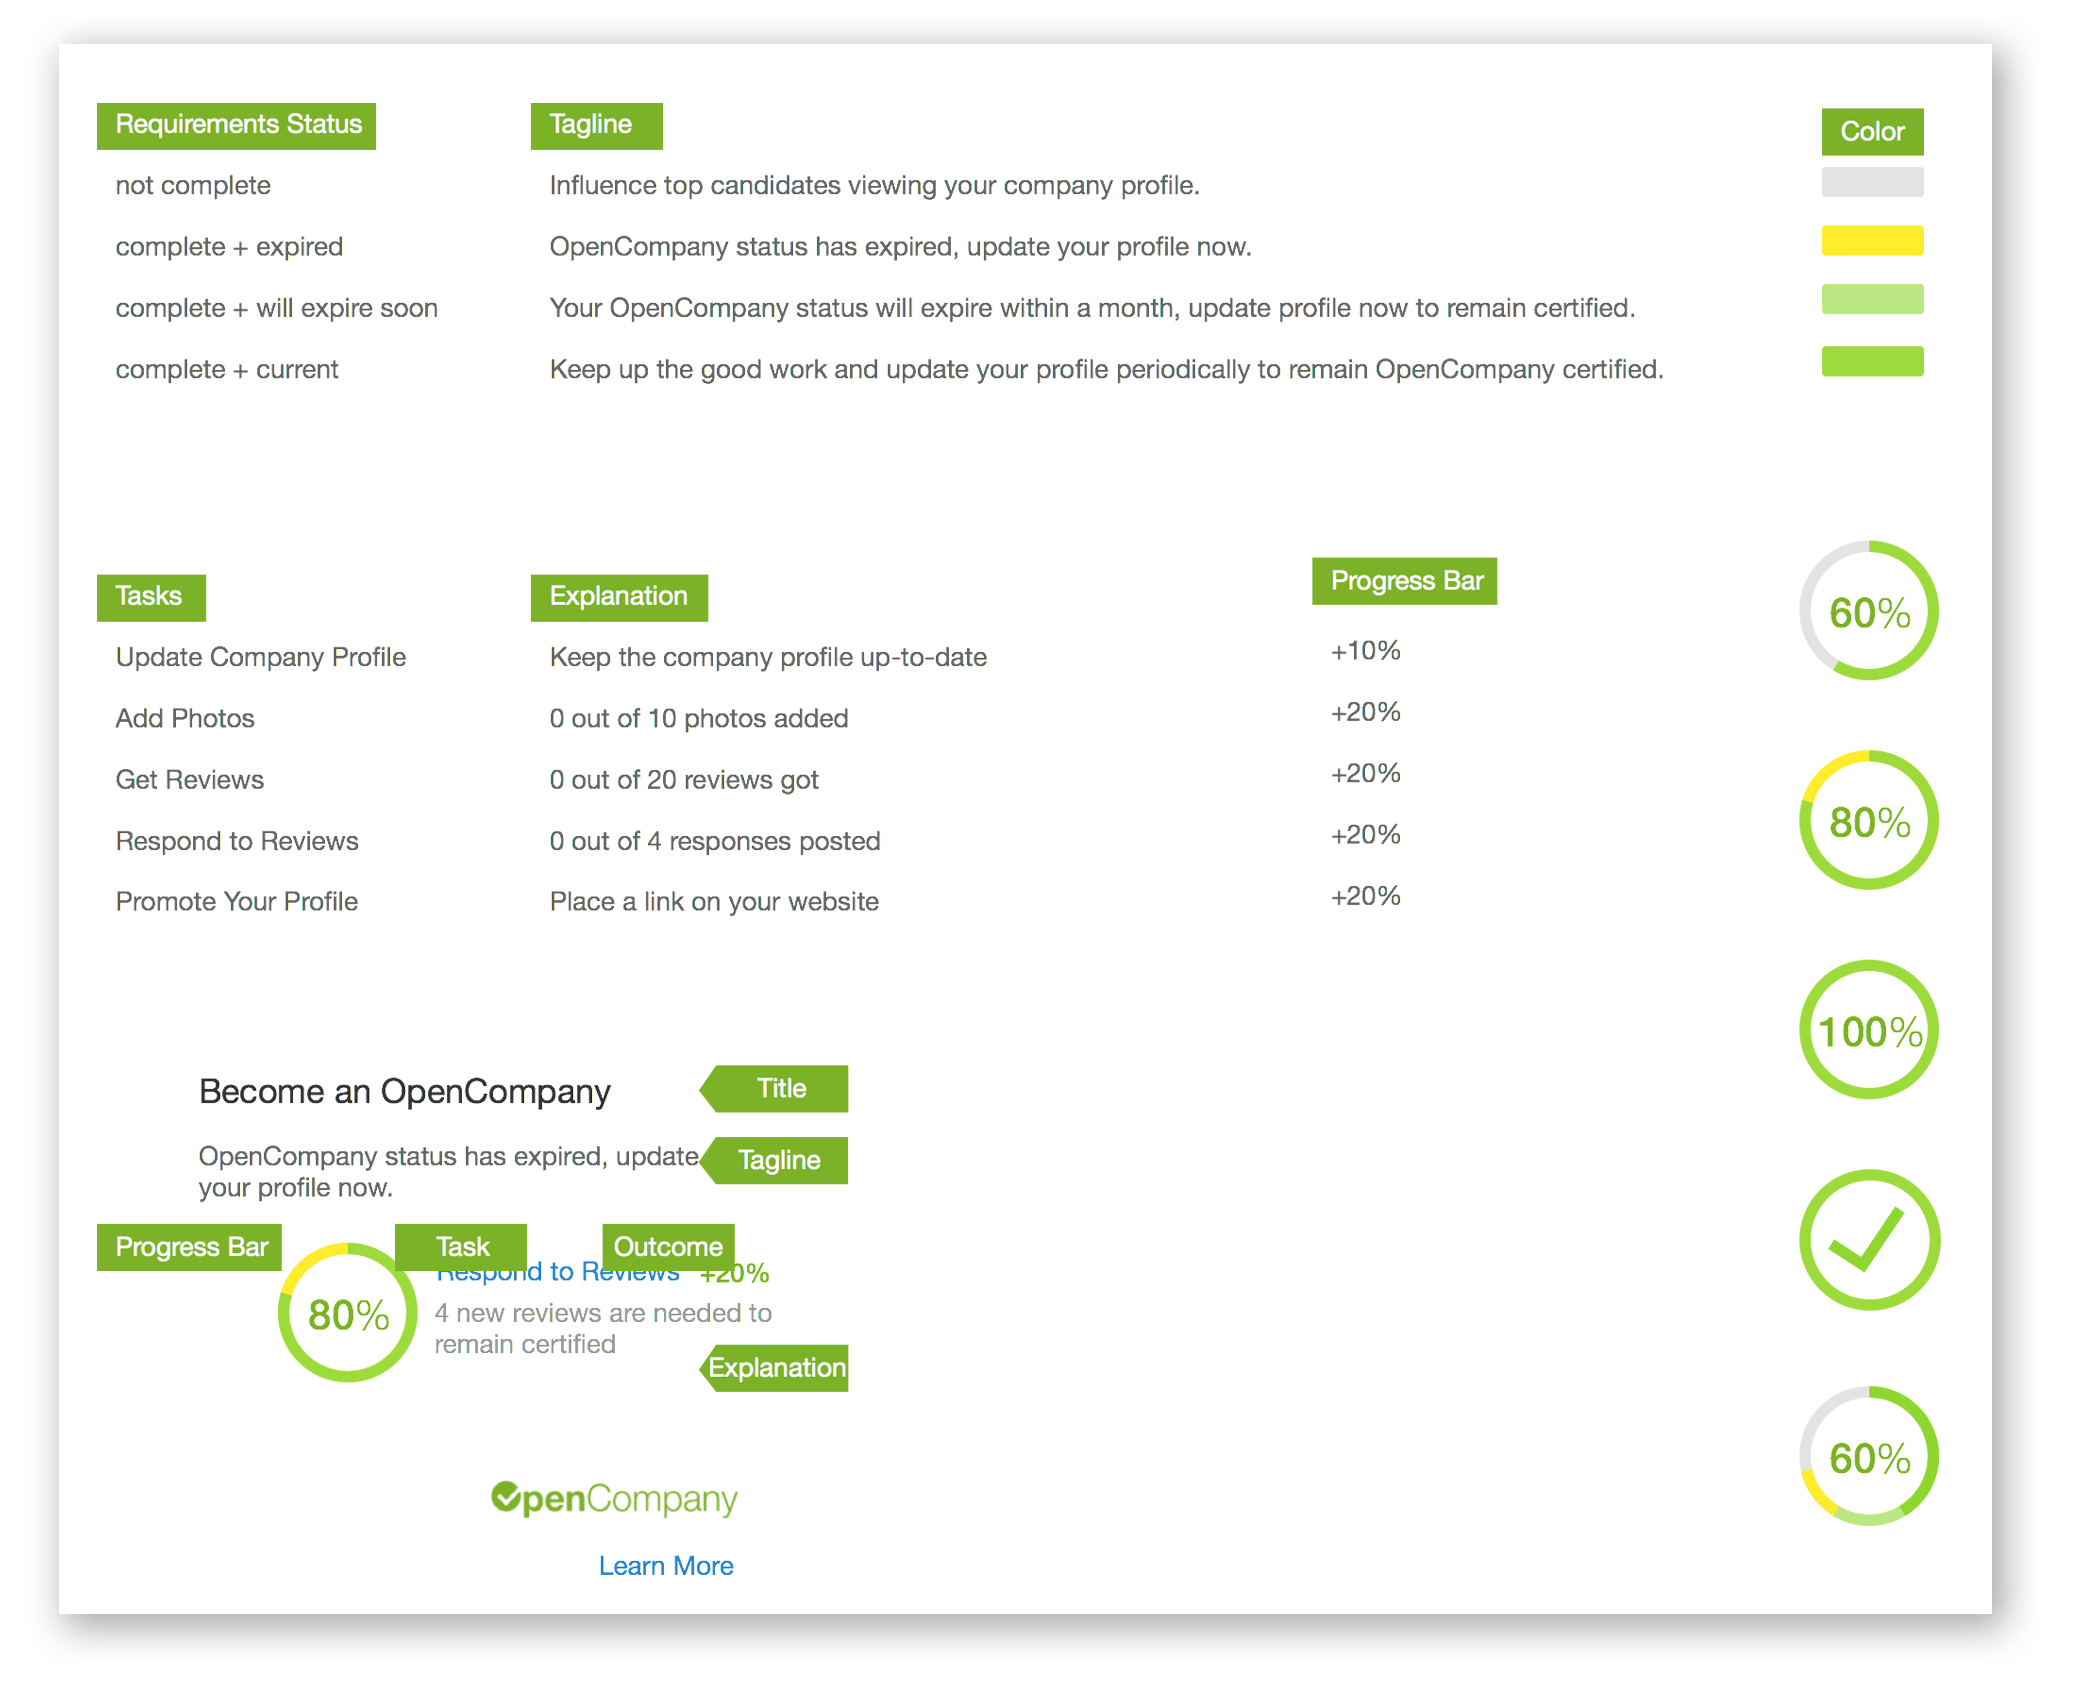 Requirements Status Tagline Color
not complete Influence top candidates viewing your company profile.
complete + expired OpenCompany status has expired, update your profile now.
complete + will expire soon Your OpenCompany status will expire within a month, update profile now to remain certified.
complete + current Keep up the good work and update your profile periodically to remain OpenCompany certified.
Tasks Explanation Progress Bar
60%
Update Company Profile Keep the company profile up-to-date +10%
Add Photos 0 out of 10 photos added +20%
Get Reviews 0 out of 20 reviews got +20%
80%
Respond to Reviews 0 out of 4 responses posted +20%
Promote Your Profile Place a link on your website +20%
100%
Become an OpenCompany Title
OpenCompany status has expired, update Tagline
your profile now.
Progress Bar Task Outcome
Respond to Reviews +20%
80% 4 new reviews are needed to
remain certified
Explanation
60%
OpenCompany
Learn More